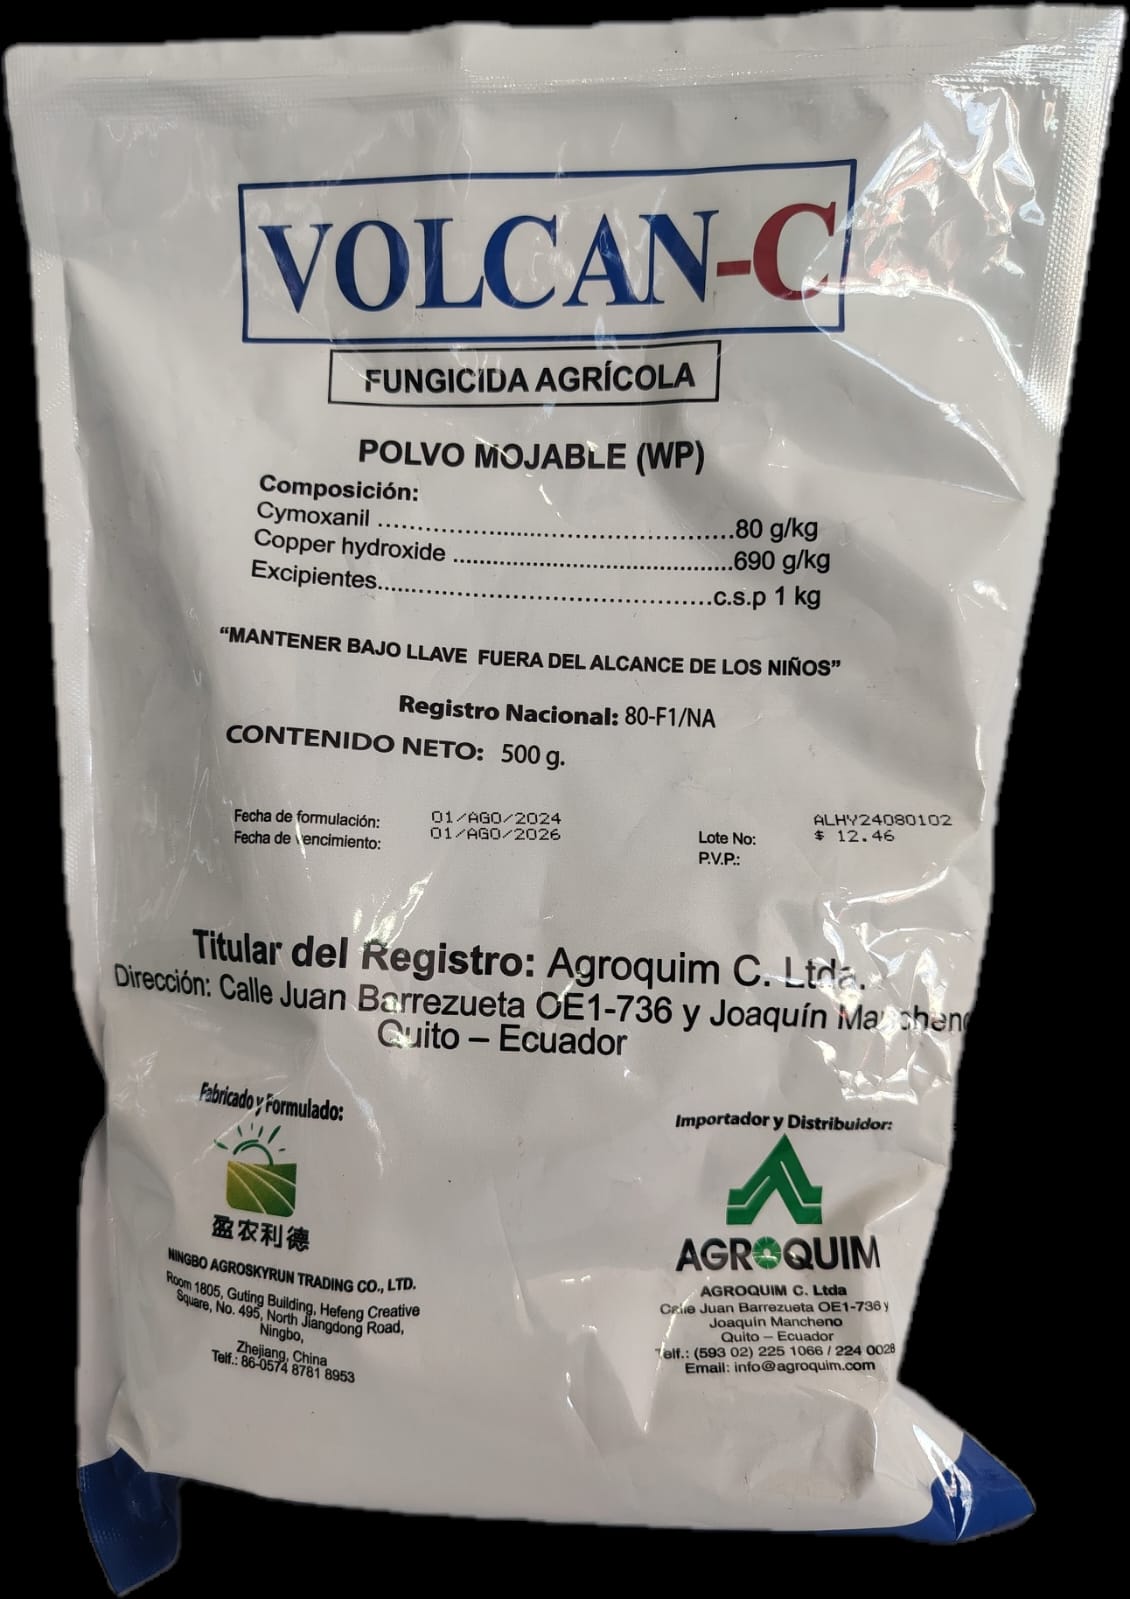 VOLCAN-C
FUNGICIDA AGRÍCOLA
POLVO MOJABLE (WP)
Composición:
Cymoxanil ........................................80 g/kg
Copper hydroxide ........................................690 g/kg
Excipientes........................................c.s.p 1 kg
“MANTENER BAJO LLAVE FUERA DEL ALCANCE DE LOS NIÑOS”
Registro Nacional: 80-F1/NA
CONTENIDO NETO: 500 g.
Fecha de formulación: 01/AGO/2024
Fecha de vencimiento: 01/AGO/2026
Lote No: ALHY24080102
P.V.P.: $ 12.46
Titular del Registro: Agroquim C. Ltda.
Dirección: Calle Juan Barrezueta OE1-736 y Joaquín Mancheno
Quito – Ecuador
Fabricado y Formulado:
盈农利德
NINGBO AGROSKYRUN TRADING CO., LTD.
Room 1805, Guting Building, Hefeng Creative
Square, No. 495, North Jiangdong Road,
Ningbo,
Zhejiang, China
Telf.: 86-0574 8781 8953
Importador y Distribuidor:
AGROQUIM
AGROQUIM C. Ltda
Calle Juan Barrezueta OE1-736 y
Joaquín Mancheno
Quito – Ecuador
Telf.: (593 02) 225 1066 / 224 0028
Email: info@agroquim.com